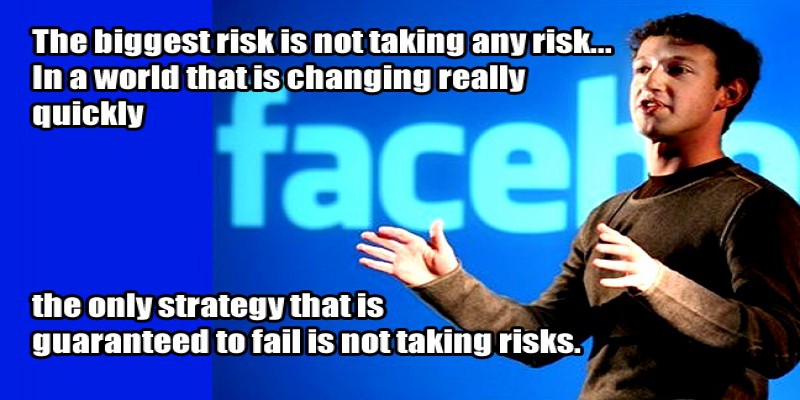 The biggest risk is not taking any risk...
In a world that is changing really
quickly
faceb
the only strategy that is
guaranteed to fail is not taking risks.